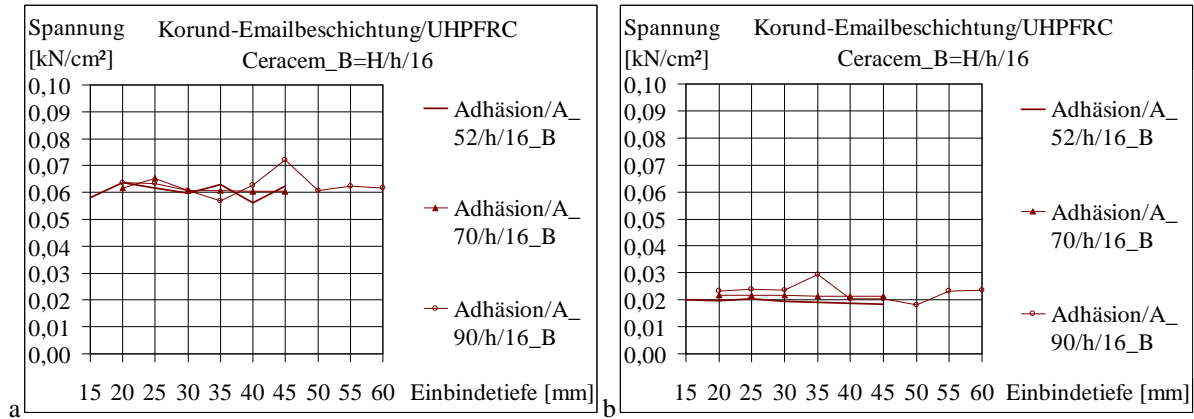 Spannung Korund-Emailbeschichtung/UHPFRC
[kN/cm²] Ceracem_B=H/h/16
0,10
0,09
0,08
0,07
0,06
0,05
0,04
0,03
0,02
0,01
0,00
15 20 25 30 35 40 45 50 55 60 Einbindetiefe [mm]
Adhäsion/A_
52/h/16_B
Adhäsion/A_
70/h/16_B
Adhäsion/A_
90/h/16_B
a
Spannung Korund-Emailbeschichtung/UHPFRC
[kN/cm²] Ceracem_B=H/h/16
0,10
0,09
0,08
0,07
0,06
0,05
0,04
0,03
0,02
0,01
0,00
15 20 25 30 35 40 45 50 55 60 Einbindetiefe [mm]
Adhäsion/A_
52/h/16_B
Adhäsion/A_
70/h/16_B
Adhäsion/A_
90/h/16_B
b